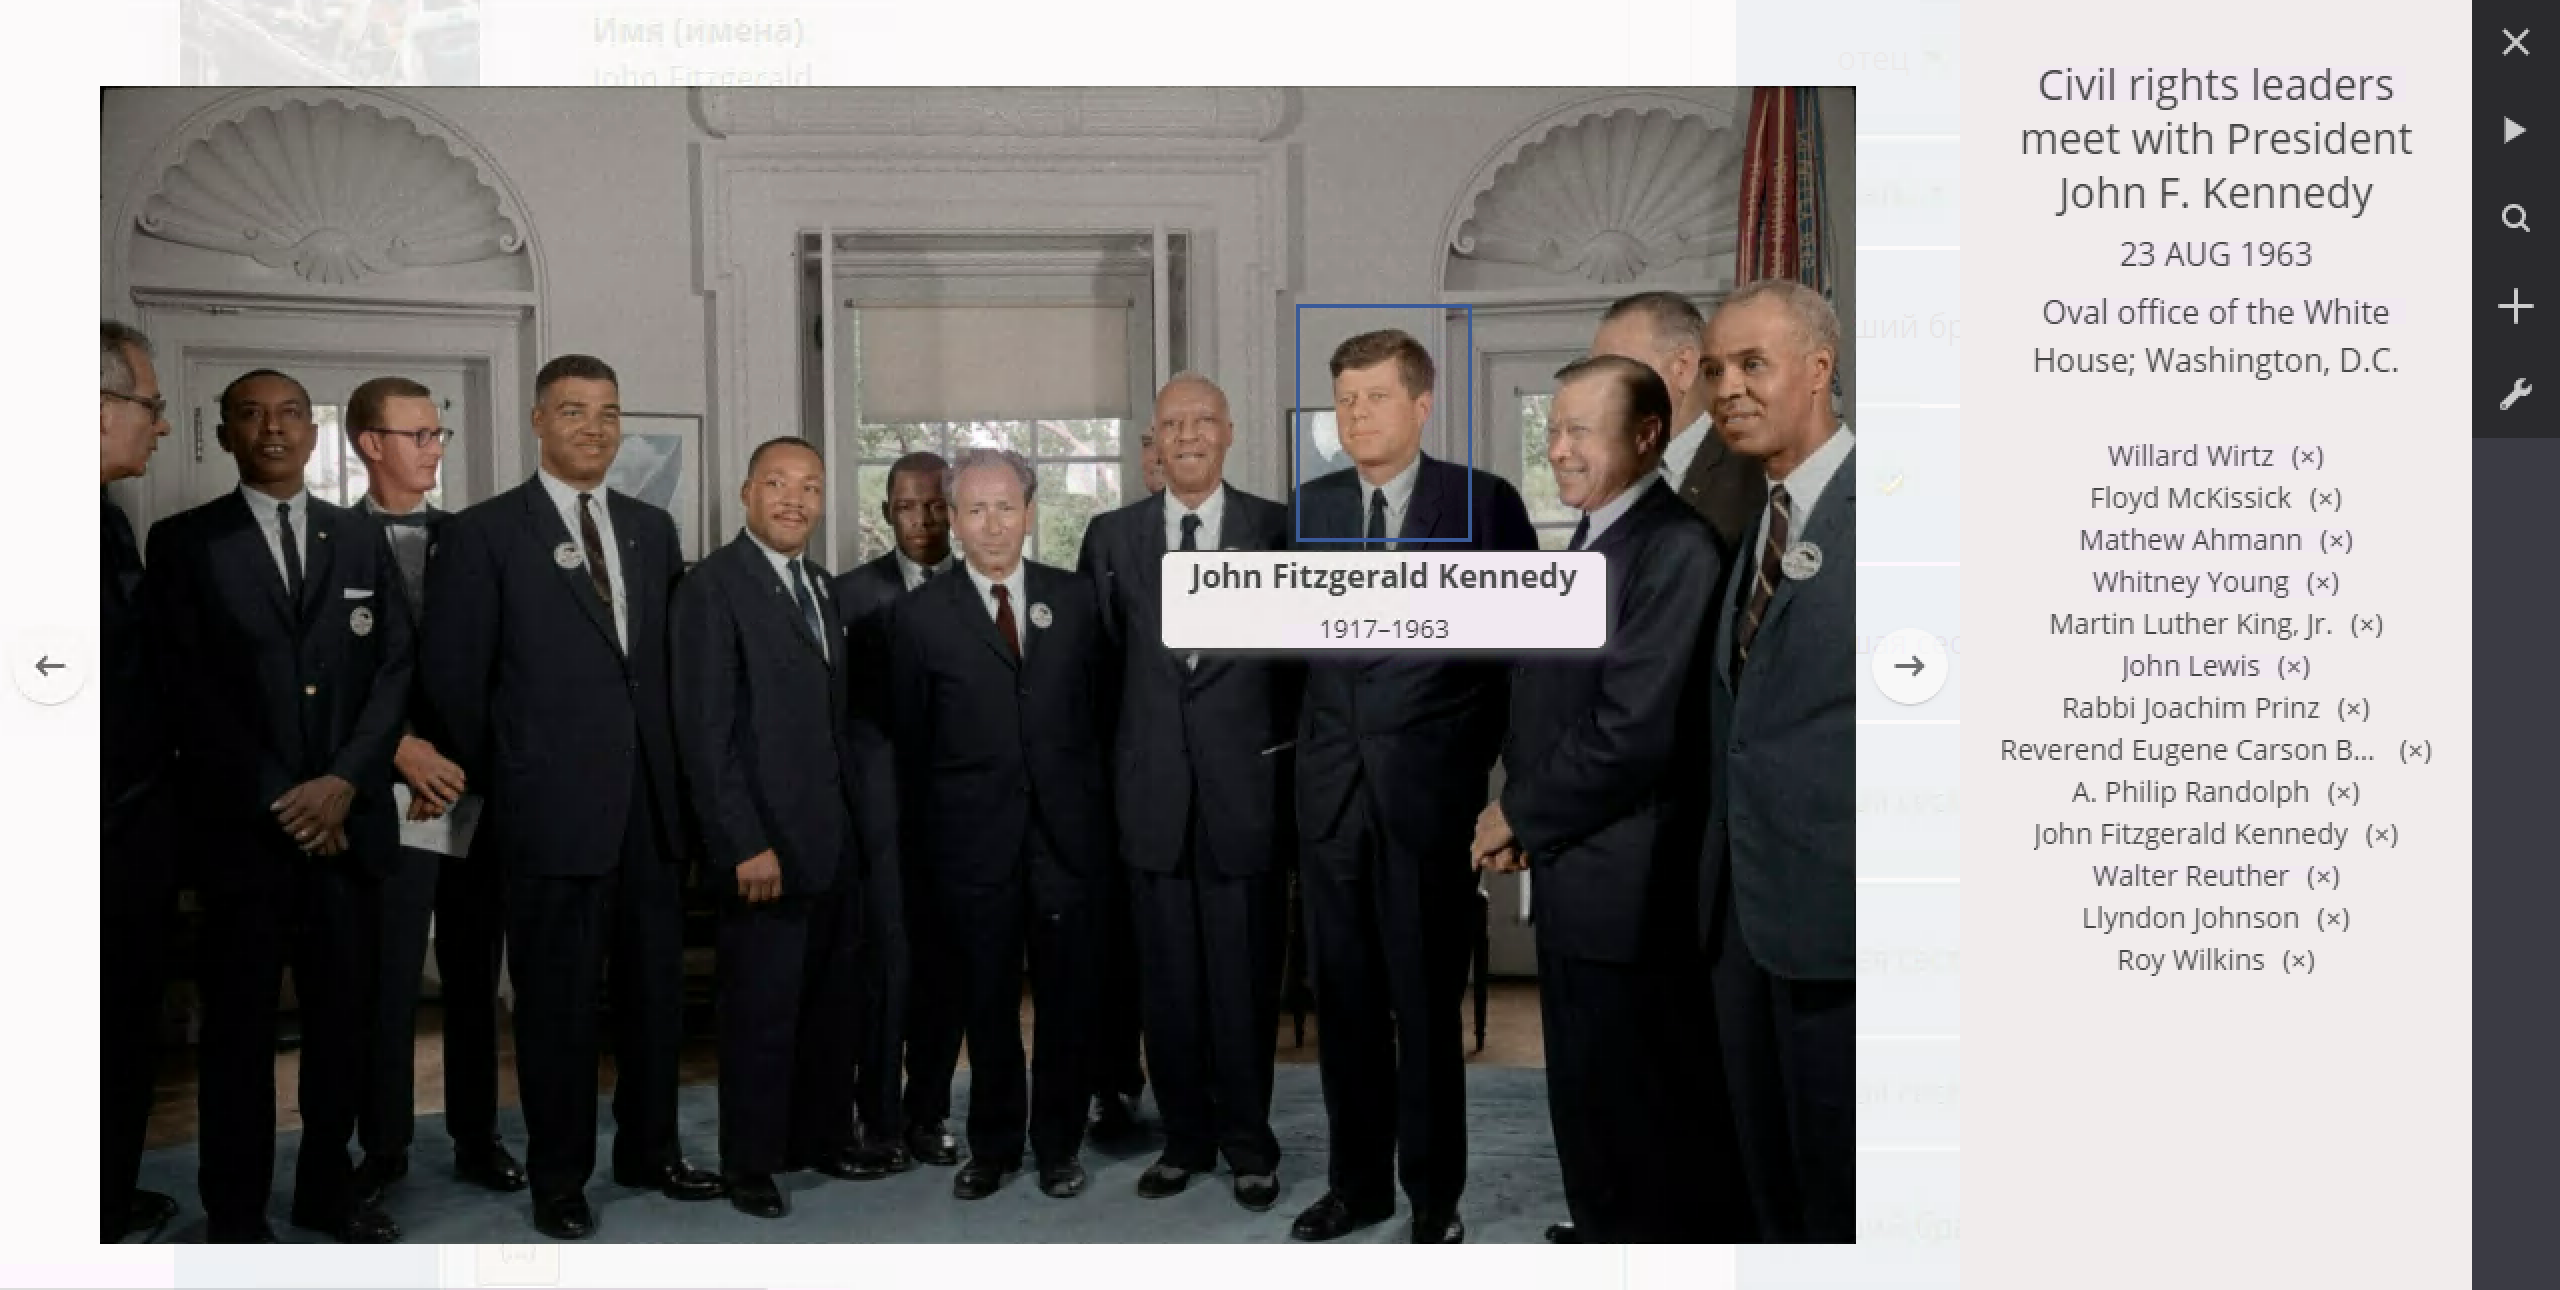 Имя (имена)
John Fitzgerald
отец
ший бр
John Fitzgerald Kennedy
1917–1963
Civil rights leaders
meet with President
John F. Kennedy
23 AUG 1963
Oval office of the White
House; Washington, D.C.
Willard Wirtz (×)
Floyd McKissick (×)
Mathew Ahmann (×)
Whitney Young (×)
Martin Luther King, Jr. (×)
John Lewis (×)
Rabbi Joachim Prinz (×)
Reverend Eugene Carson B... (×)
A. Philip Randolph (×)
John Fitzgerald Kennedy (×)
Walter Reuther (×)
Llyndon Johnson (×)
Roy Wilkins (×)